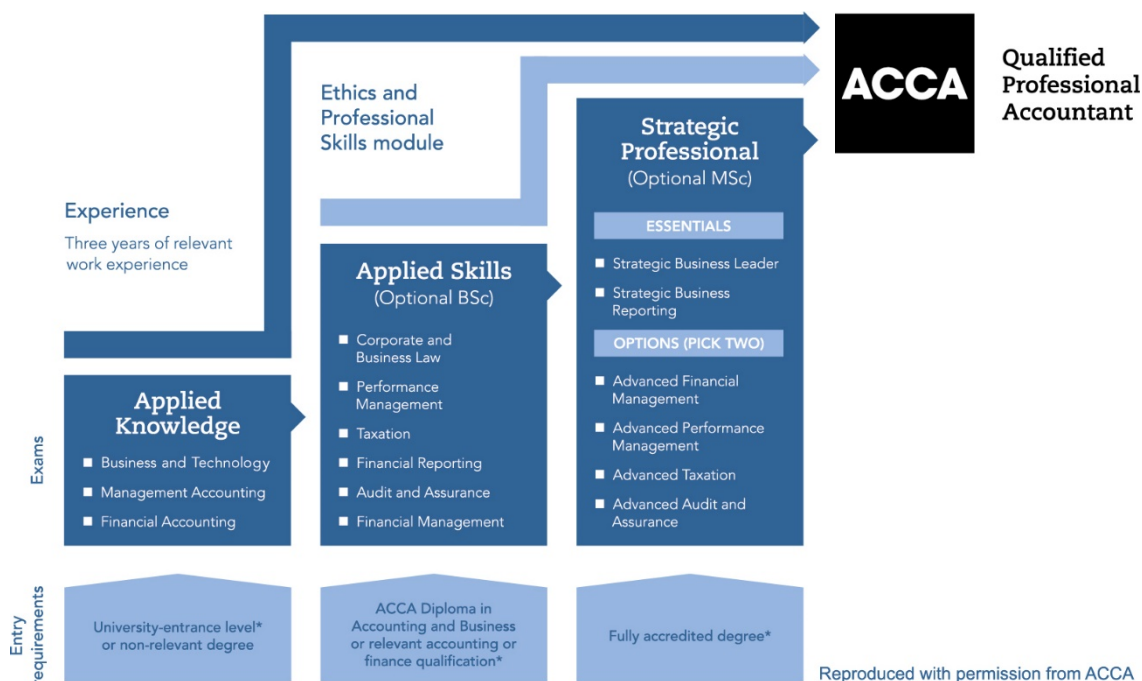 ACCA
Qualified
Professional
Accountant
Ethics and
Professional
Skills module
Experience
Three years of relevant
work experience
Exams
Applied
Knowledge
Business and Technology
Management Accounting
Financial Accounting
Applied Skills
(Optional BSc)
Corporate and
Business Law
Performance
Management
Taxation
Financial Reporting
Audit and Assurance
Financial Management
Strategic
Professional
(Optional MSc)
ESSENTIALS
Strategic Business Leader
Strategic Business
Reporting
OPTIONS (PICK TWO)
Advanced Financial
Management
Advanced Performance
Management
Advanced Taxation
Advanced Audit and
Assurance
Entry
requirements
University-entrance level*
or non-relevant degree
ACCA Diploma in
Accounting and Business
or relevant accounting or
finance qualification*
Fully accredited degree*
Reproduced with permission from ACCA